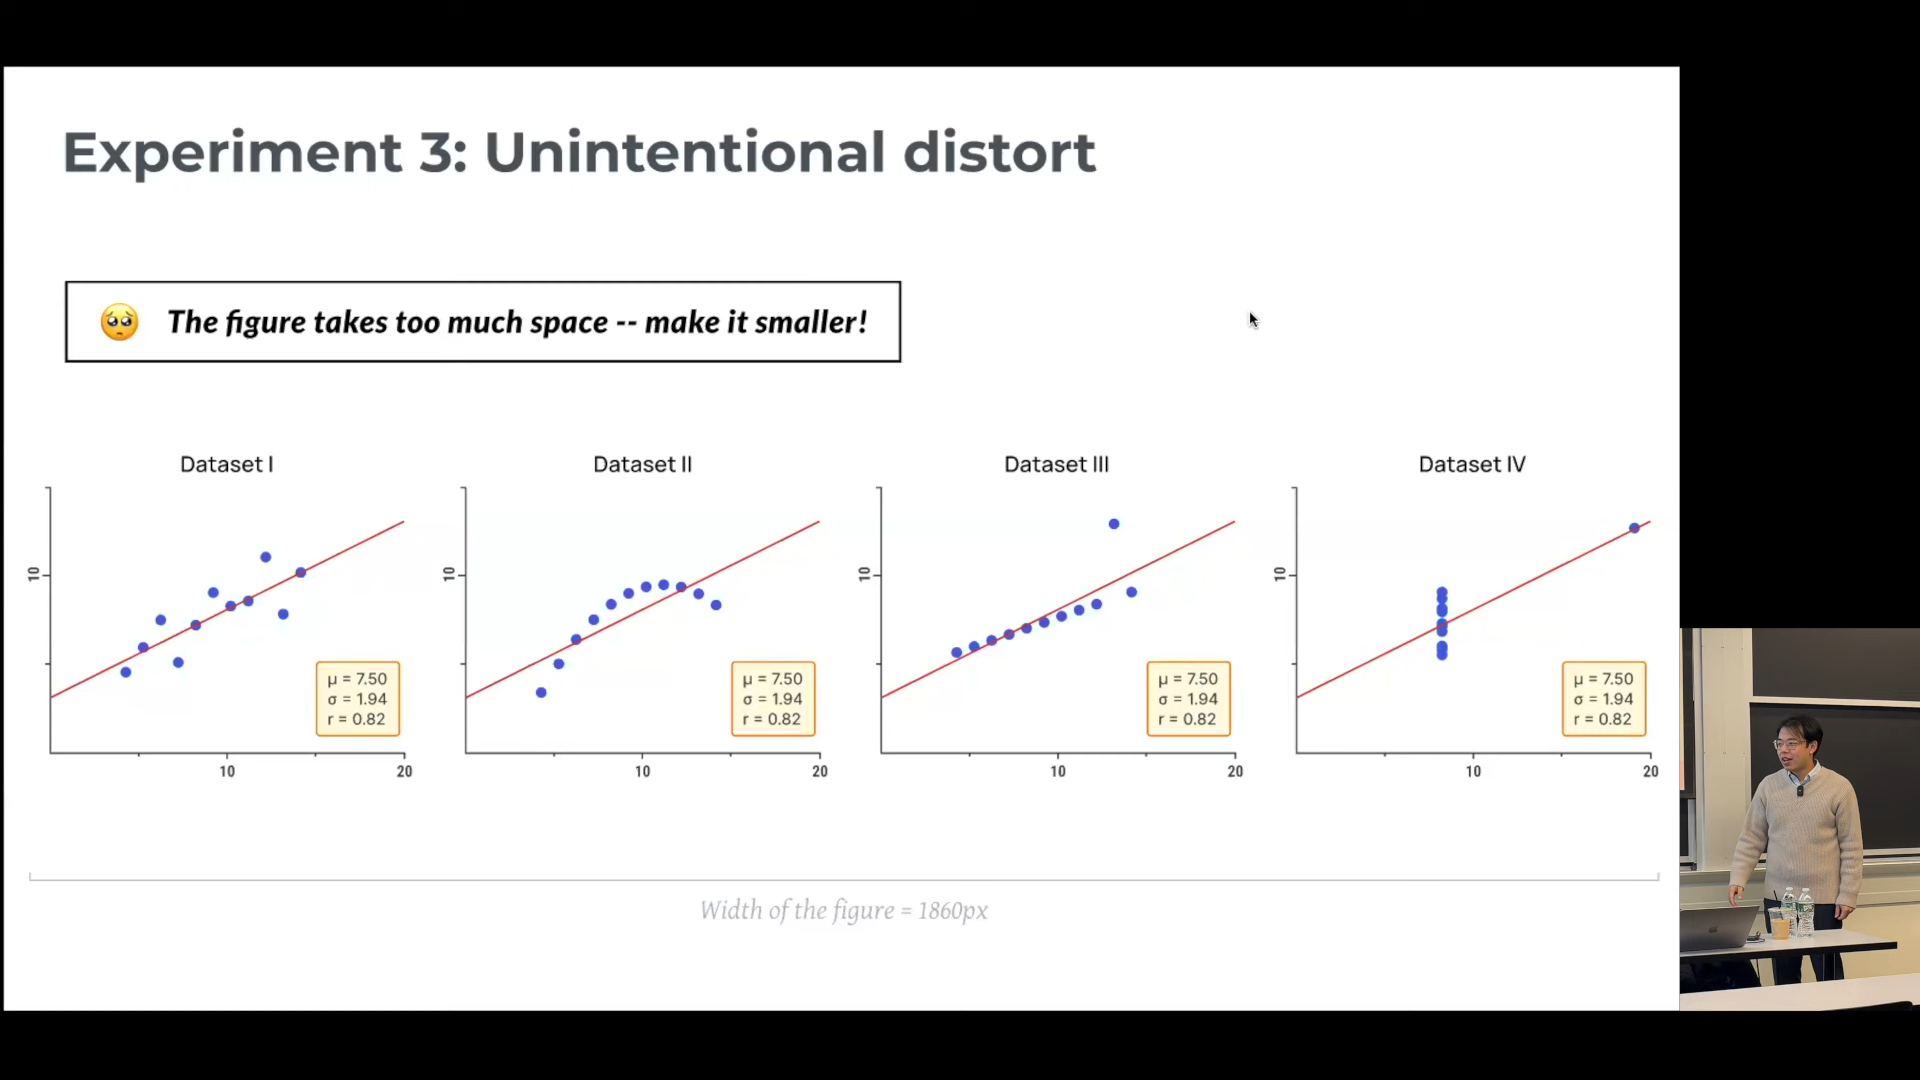 Experiment 3: Unintentional distort
🥺 The figure takes too much space -- make it smaller!
Dataset I
10
μ = 7.50
σ = 1.94
r = 0.82
10 20
Dataset II
10
μ = 7.50
σ = 1.94
r = 0.82
10 20
Dataset III
10
μ = 7.50
σ = 1.94
r = 0.82
10 20
Dataset IV
10
μ = 7.50
σ = 1.94
r = 0.82
10 20
Width of the figure = 1860px